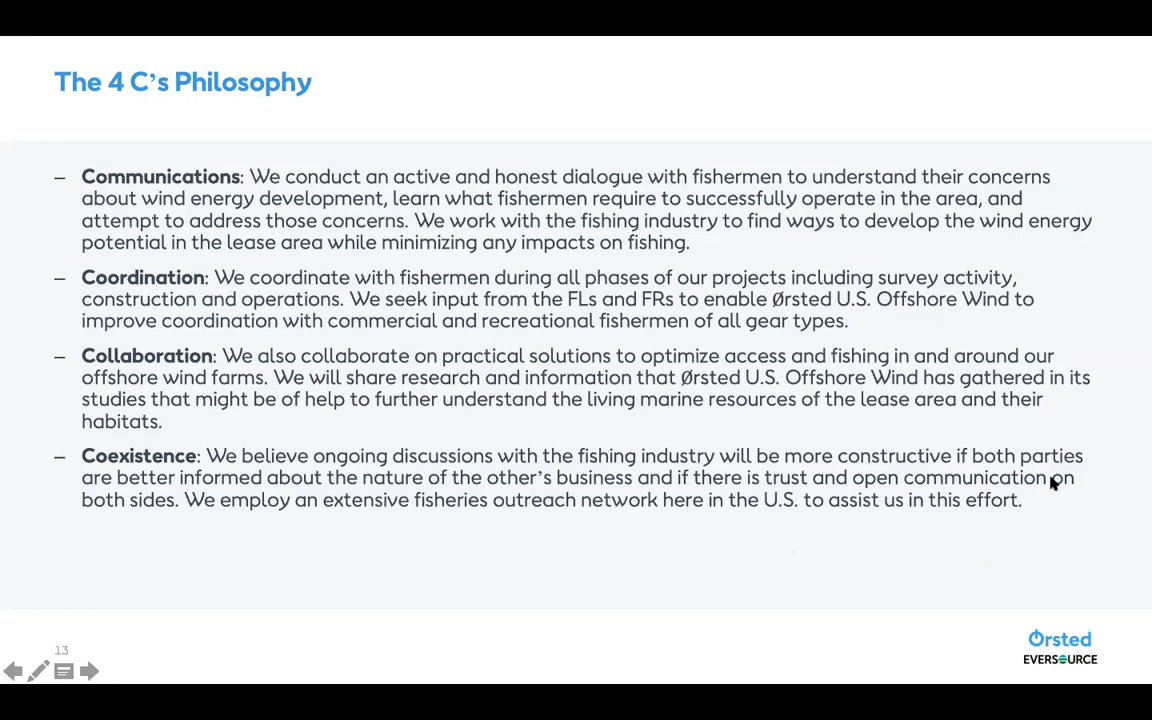 The 4 C’s Philosophy
– Communications: We conduct an active and honest dialogue with fishermen to understand their concerns
about wind energy development, learn what fishermen require to successfully operate in the area, and
attempt to address those concerns. We work with the fishing industry to find ways to develop the wind energy
potential in the lease area while minimizing any impacts on fishing.
– Coordination: We coordinate with fishermen during all phases of our projects including survey activity,
construction and operations. We seek input from the FLs and FRs to enable Ørsted U.S. Offshore Wind to
improve coordination with commercial and recreational fishermen of all gear types.
– Collaboration: We also collaborate on practical solutions to optimize access and fishing in and around our
offshore wind farms. We will share research and information that Ørsted U.S. Offshore Wind has gathered in its
studies that might be of help to further understand the living marine resources of the lease area and their
habitats.
– Coexistence: We believe ongoing discussions with the fishing industry will be more constructive if both parties
are better informed about the nature of the other’s business and if there is trust and open communication on
both sides. We employ an extensive fisheries outreach network here in the U.S. to assist us in this effort.
13
Ørsted
EVERSOURCE